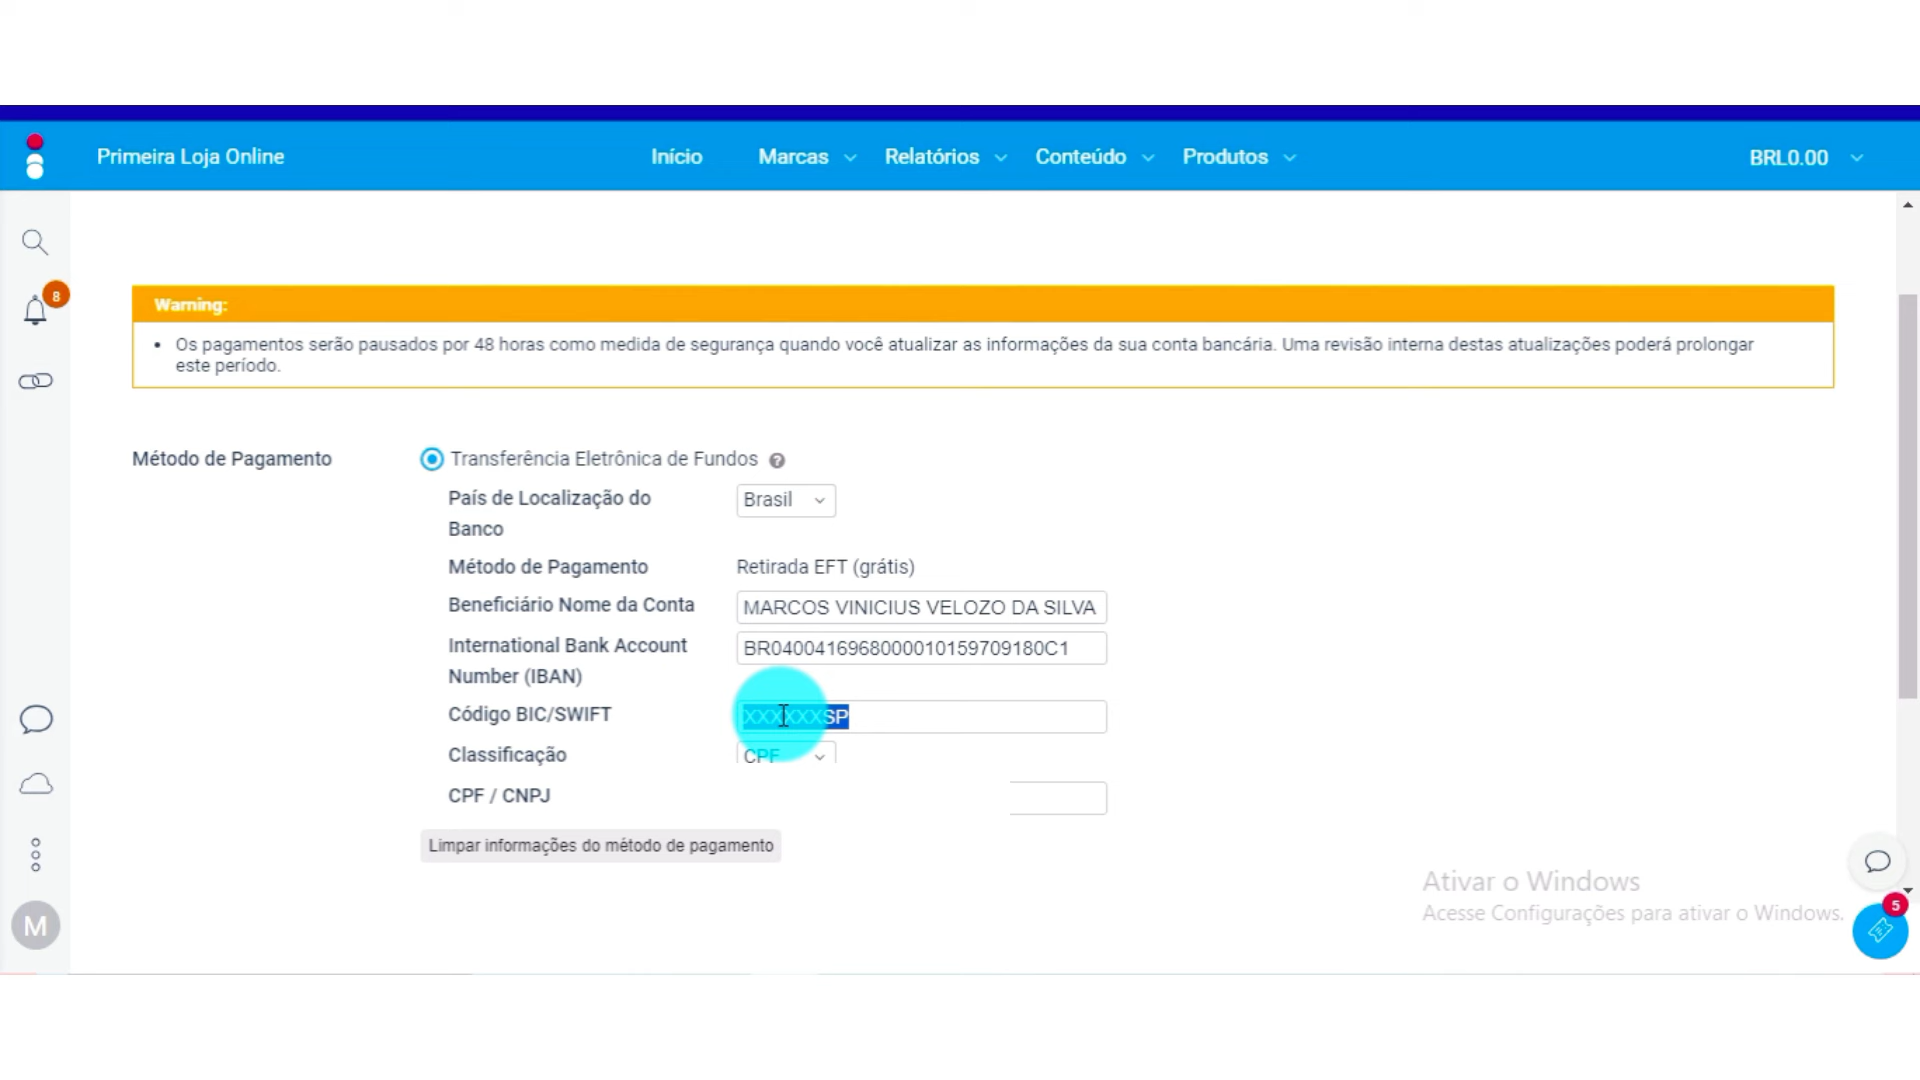 Primeira Loja Online
Início
Marcas
Relatórios
Conteúdo
Produtos
BRL0.00
8
Warning:
Os pagamentos serão pausados por 48 horas como medida de segurança quando você atualizar as informações da sua conta bancária. Uma revisão interna destas atualizações poderá prolongar
este período.
Método de Pagamento
Transferência Eletrônica de Fundos
País de Localização do
Banco
Brasil
Método de Pagamento
Retirada EFT (grátis)
Beneficiário Nome da Conta
MARCOS VINICIUS VELOZO DA SILVA
International Bank Account
Number (IBAN)
BR0400416968000010159709180C1
Código BIC/SWIFT
Classificação
CPF
CPF / CNPJ
Limpar informações do método de pagamento
M
Ativar o Windows
Acesse Configurações para ativar o Windows.
5